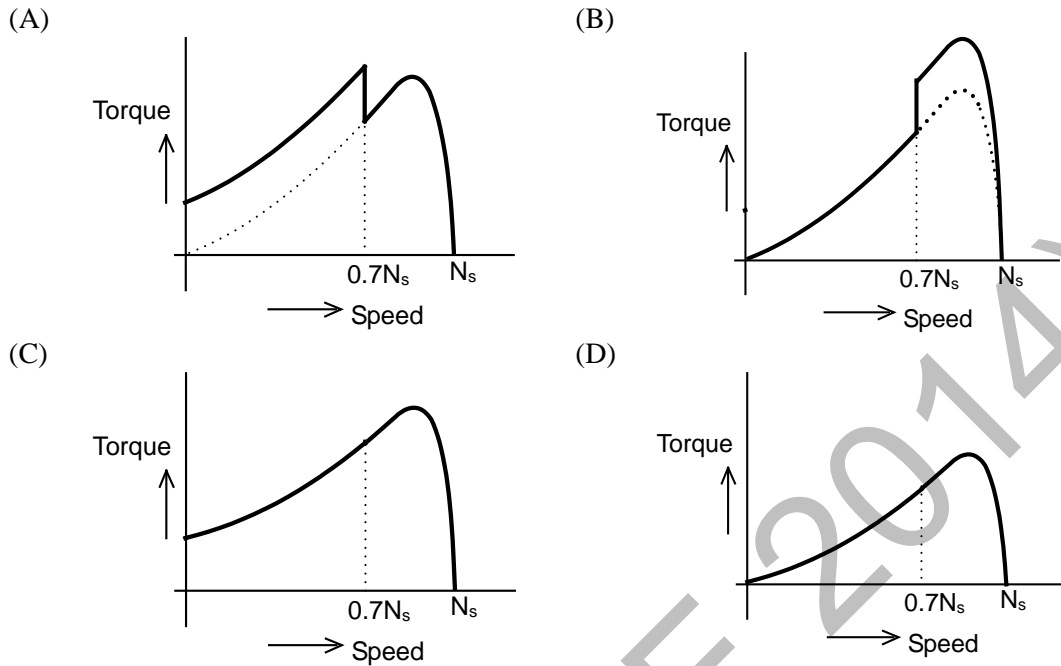 (A)
(B)
Torque
Torque
0.7Ns
Ns
0.7Ns
Ns
Speed
Speed
(C)
(D)
Torque
Torque
0.7Ns
Ns
0.7Ns
Ns
Speed
Speed
E 2014)